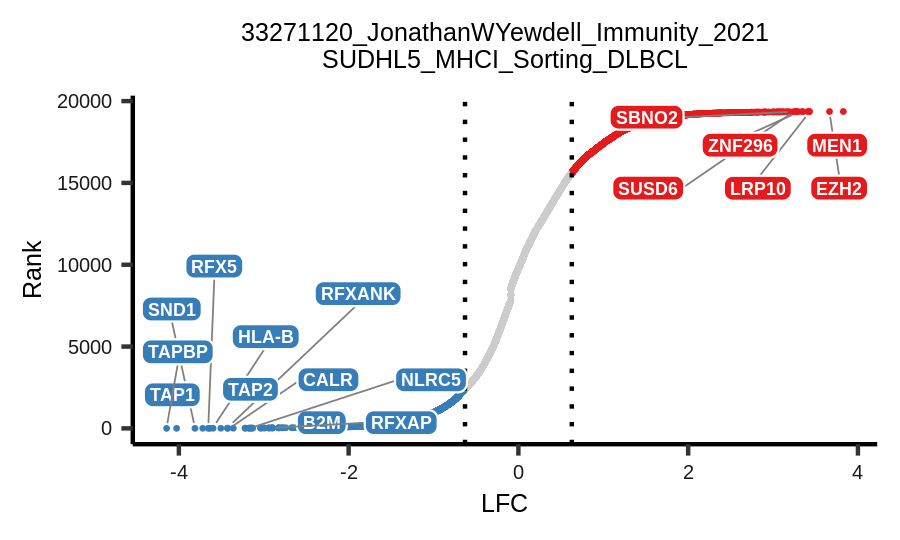 33271120_JonathanWYewdell_Immunity_2021
SUDHL5_MHCI_Sorting_DLBCL
Rank
20000
15000
10000
5000
0
SBNO2
ZNF296
MEN1
SUSD6
LRP10
EZH2
RFX5
RFXANK
SND1
HLA-B
TAPBP
CALR
NLRC5
TAP2
TAP1
B2M
RFXAP
-4
-2
0
2
4
LFC